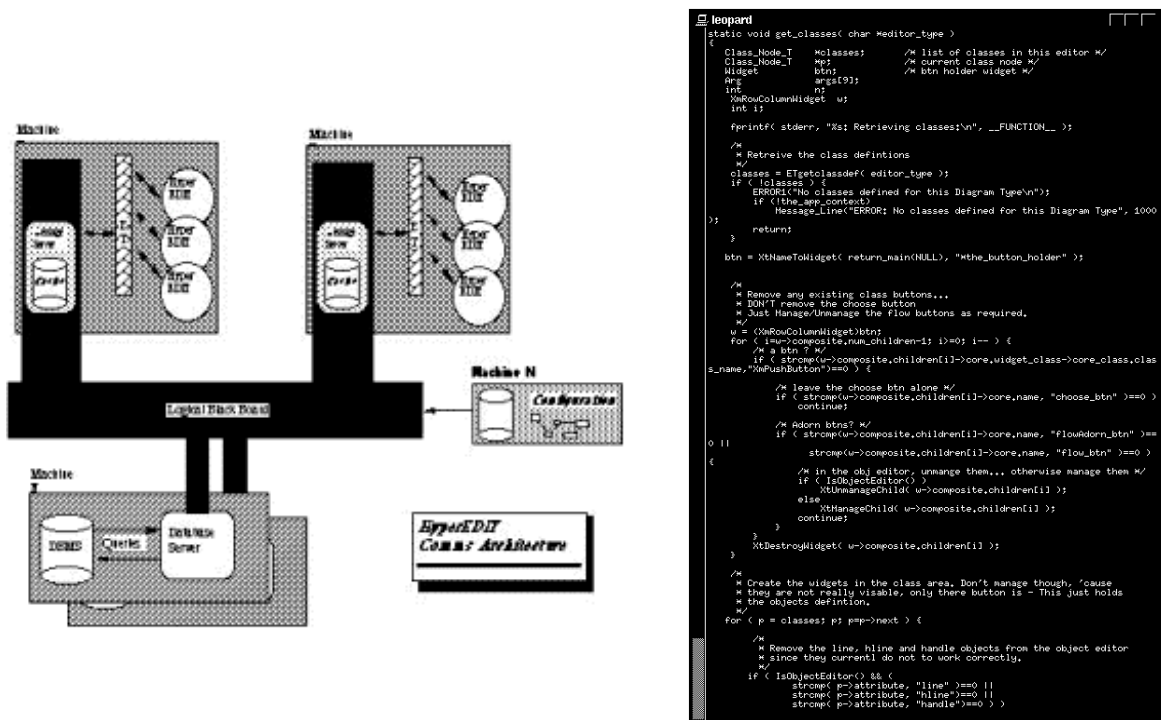 Machine
Machine
Hyper
EDIT
Hyper
EDIT
Hyper
EDIT
Server
Cache
Hyper
EDIT
Hyper
EDIT
Hyper
EDIT
Server
Cache
Machine N
Configuration
Logical Black Board
Machine
DBMS
Queries
Database
Server
HyperEDIT
Comms Architecture
leopard
static void get_classes( char *editor_type )
{
Class_Node_T *classes; /* list of classes in this editor */
Class_Node_T *p; /* current class node */
Widget btn; /* btn holder widget */
Arg args[9];
int n;
XmRowColumnWidget w;
int i;
fprintf( stderr, "%s: Retrieving classes:\n", __FUNCTION__ );
/*
* Retreive the class defintions
*/
classes = ETgetclassdef( editor_type );
if ( !classes ) {
ERROR1("No classes defined for this Diagram Type\n");
if (!the_app_context)
Message_Line("ERROR: No classes defined for this Diagram Type", 1000
);
return;
}
btn = XtNameToWidget( return_main(NULL), "*the_button_holder" );
/*
* Remove any existing class buttons...
* DON'T remove the choose button
* Just Manage/Unmanage the flow buttons as required.
*/
w = (XmRowColumnWidget)btn;
for ( i=w->composite.num_children-1; i>=0; i-- ) {
/* a btn ? */
if ( strcmp(w->composite.children[i]->core.widget_class->core_class.clas
s_name,"XmPushButton")==0 ) {
/* leave the choose btn alone */
if ( strcmp(w->composite.children[i]->core.name, "choose_btn" )==0 )
continue;
/* Adorn btns? */
if ( strcmp(w->composite.children[i]->core.name, "flowAdorn_btn" )==
0 ||
strcmp(w->composite.children[i]->core.name, "flow_btn" )==0 )
{
/* in the obj editor, unmange them... otherwise manage them */
if ( IsObjectEditor() )
XtUnmanageChild( w->composite.children[i] );
else
XtManageChild( w->composite.children[i] );
continue;
}
}
XtDestroyWidget( w->composite.children[i] );
}
/*
* Create the widgets in the class area. Don't manage though, 'cause
* they are not really visable, only there button is - This just holds
* the objects defintion.
*/
for ( p = classes; p; p=p->next ) {
/*
* Remove the line, hline and handle objects from the object editor
* since they currentl do not to work correctly.
*/
if ( IsObjectEditor() && (
strcmp( p->attribute, "line" )==0 ||
strcmp( p->attribute, "hline")==0 ||
strcmp( p->attribute, "handle")==0 ) )